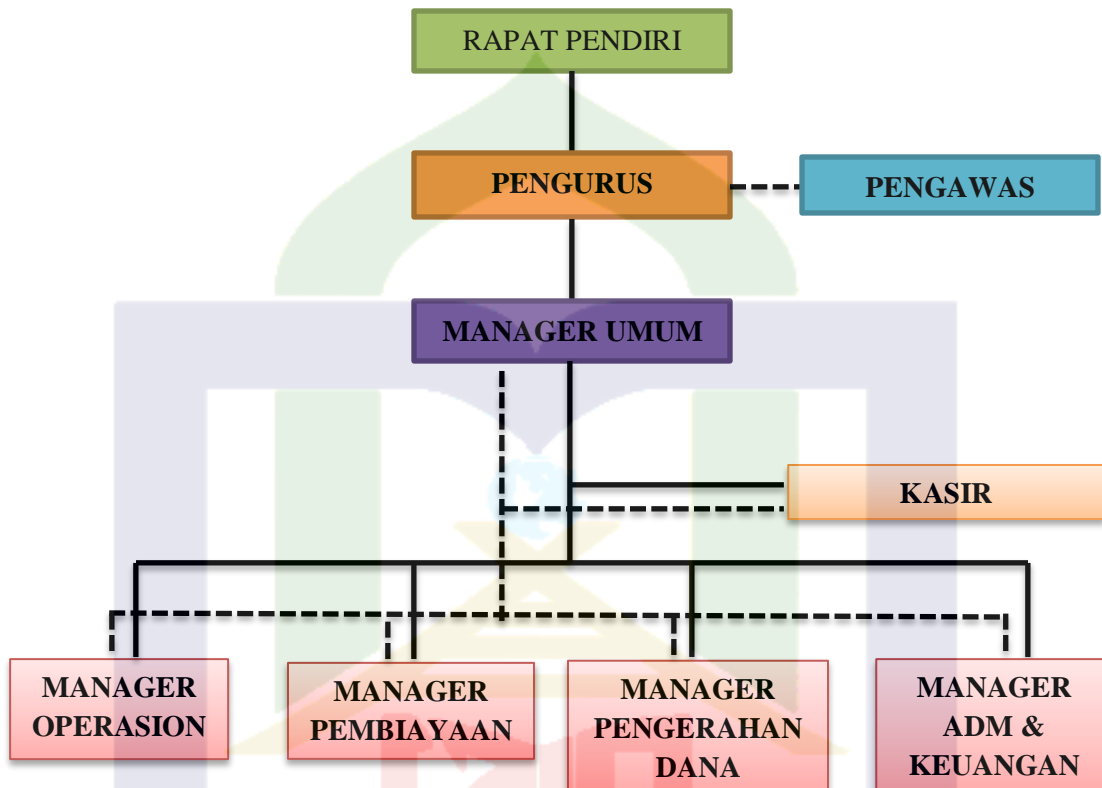 RAPAT PENDIRI
PENGURUS
PENGAWAS
MANAGER UMUM
KASIR
MANAGER
OPERASION
MANAGER
PEMBIAYAAN
MANAGER
PENGERAHAN
DANA
MANAGER
ADM &
KEUANGAN